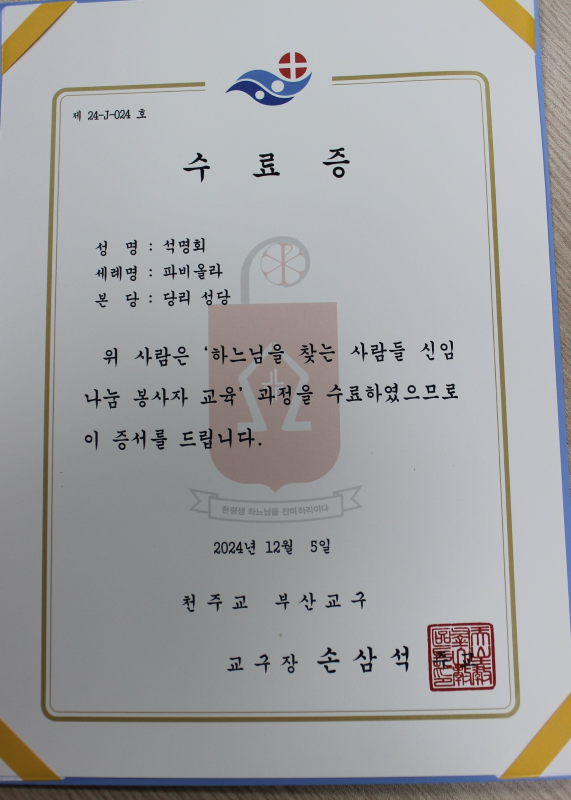 제 24-J-024 호
수 료 증
성 명 : 석명회
세례명 : 파비올라
본 당 : 당리 성당
위 사람은 '하느님을 찾는 사람들 신임
나눔 봉사자 교육' 과정을 수료하였으므로
이 증서를 드립니다.
한평생 하느님을 찬미하리이다
2024년 12월 5일
천주교 부산교구
교구장 손삼석 주교